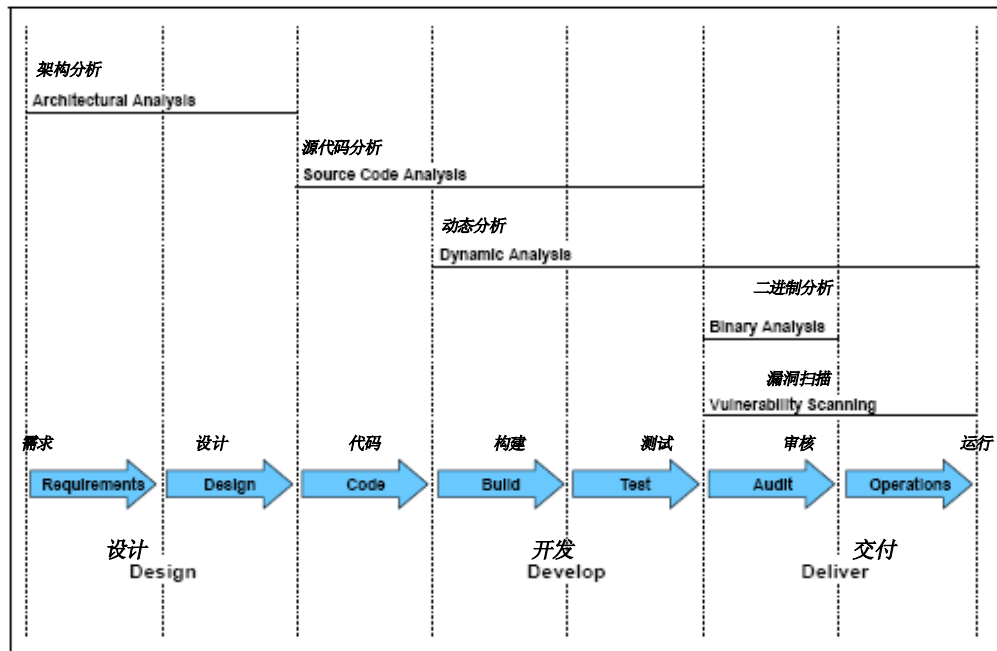 架构分析
Architectural Analysis
源代码分析
Source Code Analysis
动态分析
Dynamic Analysis
二进制分析
Binary Analysis
漏洞扫描
Vulnerability Scanning
需求
设计
代码
构建
测试
审核
运行
Requirements
Design
Code
Build
Test
Audit
Operations
设计
开发
交付
Design
Develop
Deliver